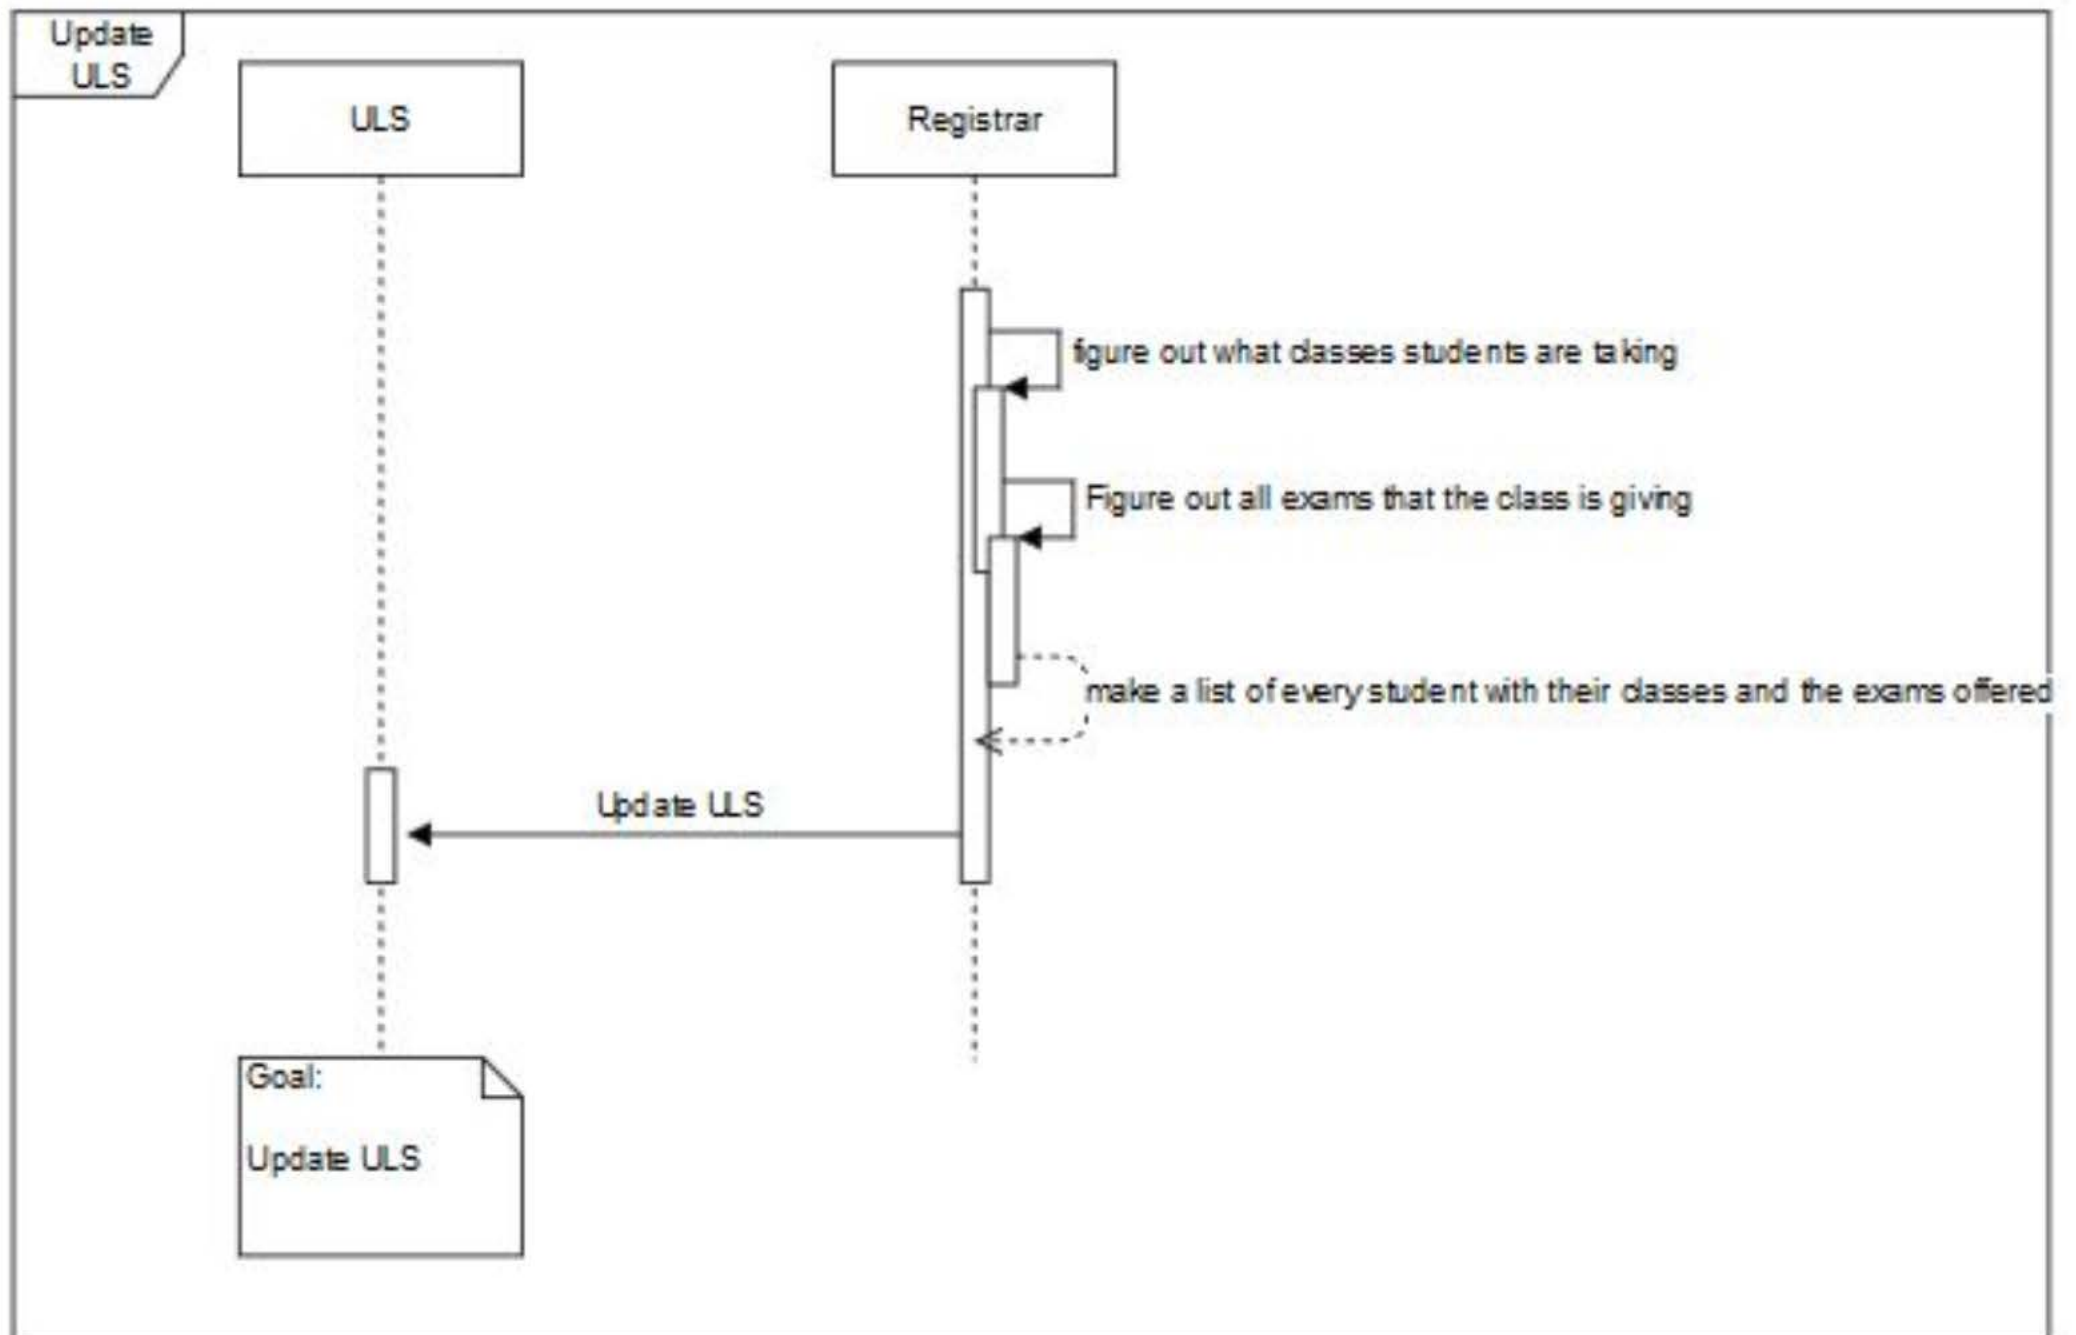 Update
ULS
ULS
Registrar
figure out what classes students are taking
Figure out all exams that the class is giving
make a list of every student with their classes and the exams offered
Update ULS
Goal:
Update ULS